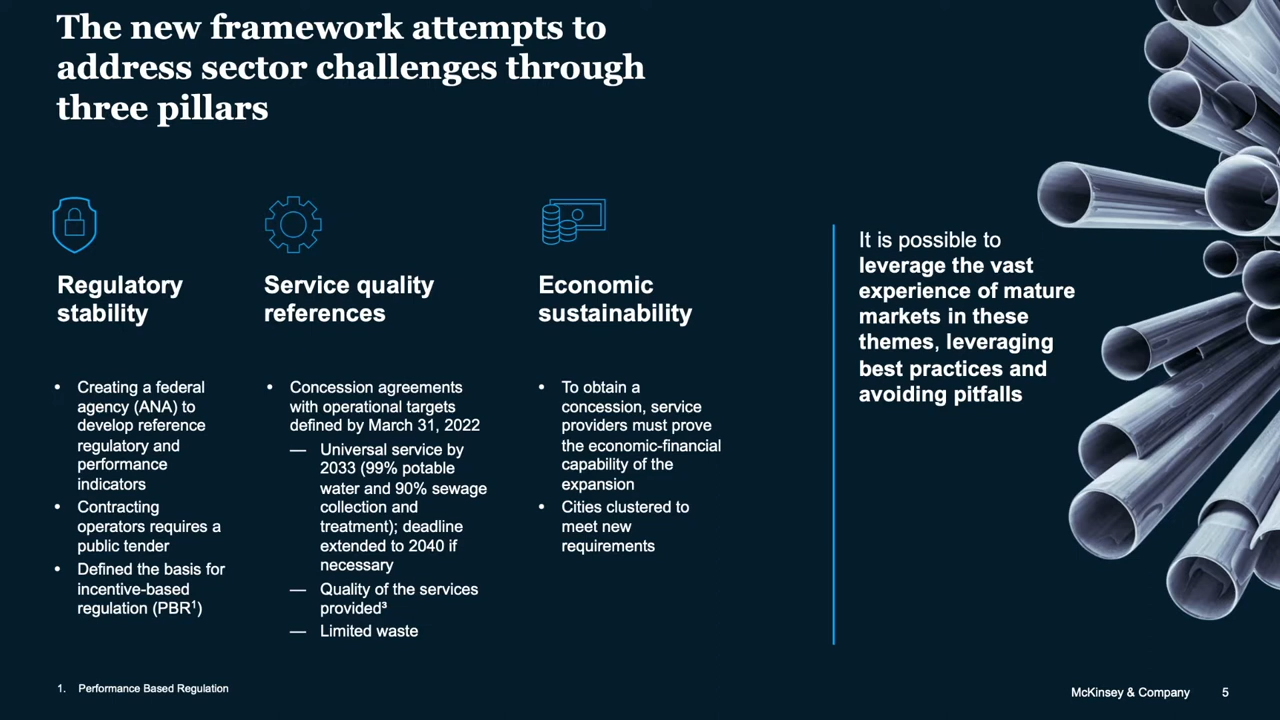 The new framework attempts to
address sector challenges through
three pillars
Regulatory
stability
• Creating a federal
agency (ANA) to
develop reference
regulatory and
performance
indicators
• Contracting
operators requires a
public tender
• Defined the basis for
incentive-based
regulation (PBR¹)
Service quality
references
• Concession agreements
with operational targets
defined by March 31, 2022
— Universal service by
2033 (99% potable
water and 90% sewage
collection and
treatment); deadline
extended to 2040 if
necessary
— Quality of the services
provided³
— Limited waste
Economic
sustainability
• To obtain a
concession, service
providers must prove
the economic-financial
capability of the
expansion
• Cities clustered to
meet new
requirements
It is possible to
leverage the vast
experience of mature
markets in these
themes, leveraging
best practices and
avoiding pitfalls
1. Performance Based Regulation
McKinsey & Company 5